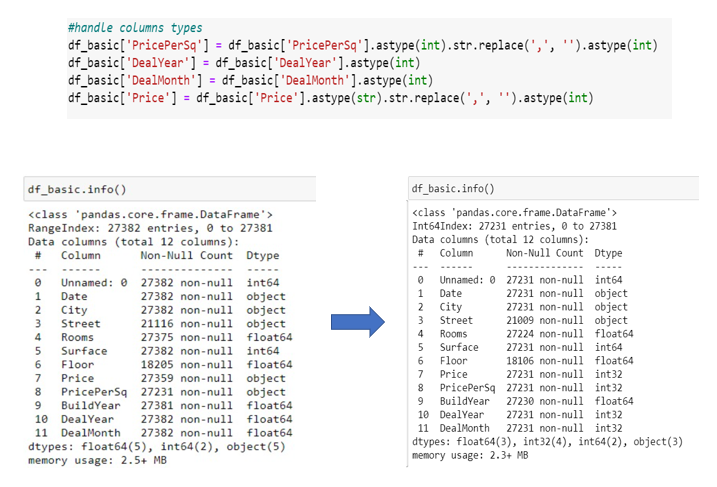 #handle columns types
df_basic['PricePerSq'] = df_basic['PricePerSq'].astype(int).str.replace(',', '').astype(int)
df_basic['DealYear'] = df_basic['DealYear'].astype(int)
df_basic['DealMonth'] = df_basic['DealMonth'].astype(int)
df_basic['Price'] = df_basic['Price'].astype(str).str.replace(',', '').astype(int)
df_basic.info()
<class 'pandas.core.frame.DataFrame'>
RangeIndex: 27382 entries, 0 to 27381
Data columns (total 12 columns):
# Column Non-Null Count Dtype
--- ------ -------------- -----
0 Unnamed: 0 27382 non-null int64
1 Date 27382 non-null object
2 City 27382 non-null object
3 Street 21116 non-null object
4 Rooms 27375 non-null float64
5 Surface 27382 non-null int64
6 Floor 18205 non-null float64
7 Price 27359 non-null object
8 PricePerSq 27231 non-null object
9 BuildYear 27381 non-null float64
10 DealYear 27382 non-null float64
11 DealMonth 27382 non-null float64
dtypes: float64(5), int64(2), object(5)
memory usage: 2.5+ MB
df_basic.info()
<class 'pandas.core.frame.DataFrame'>
Int64Index: 27231 entries, 0 to 27381
Data columns (total 12 columns):
# Column Non-Null Count Dtype
--- ------ -------------- -----
0 Unnamed: 0 27231 non-null int64
1 Date 27231 non-null object
2 City 27231 non-null object
3 Street 21009 non-null object
4 Rooms 27224 non-null float64
5 Surface 27231 non-null int64
6 Floor 18106 non-null float64
7 Price 27231 non-null int32
8 PricePerSq 27231 non-null int32
9 BuildYear 27230 non-null float64
10 DealYear 27231 non-null int32
11 DealMonth 27231 non-null int32
dtypes: float64(3), int32(4), int64(2), object(3)
memory usage: 2.3+ MB